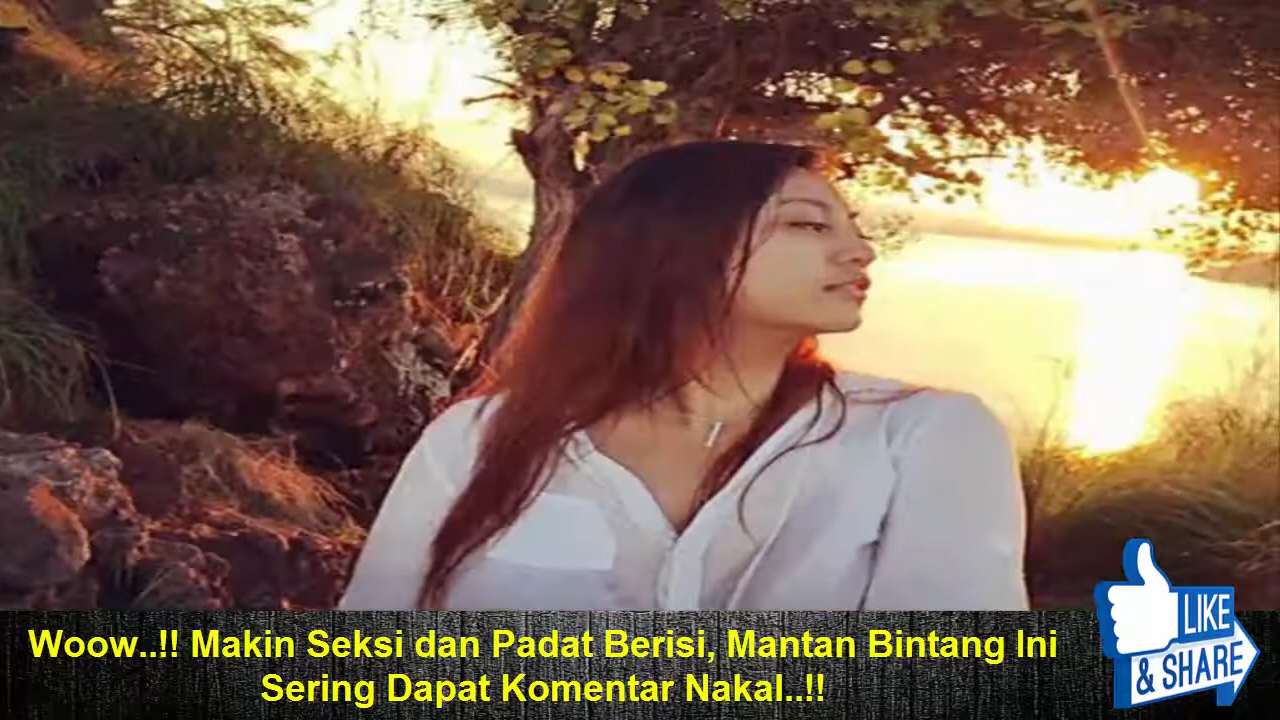 Woow..!! Makin Seksi dan Padat Berisi, Mantan Bintang Ini
Sering Dapat Komentar Nakal..!!
LIKE
& SHARE